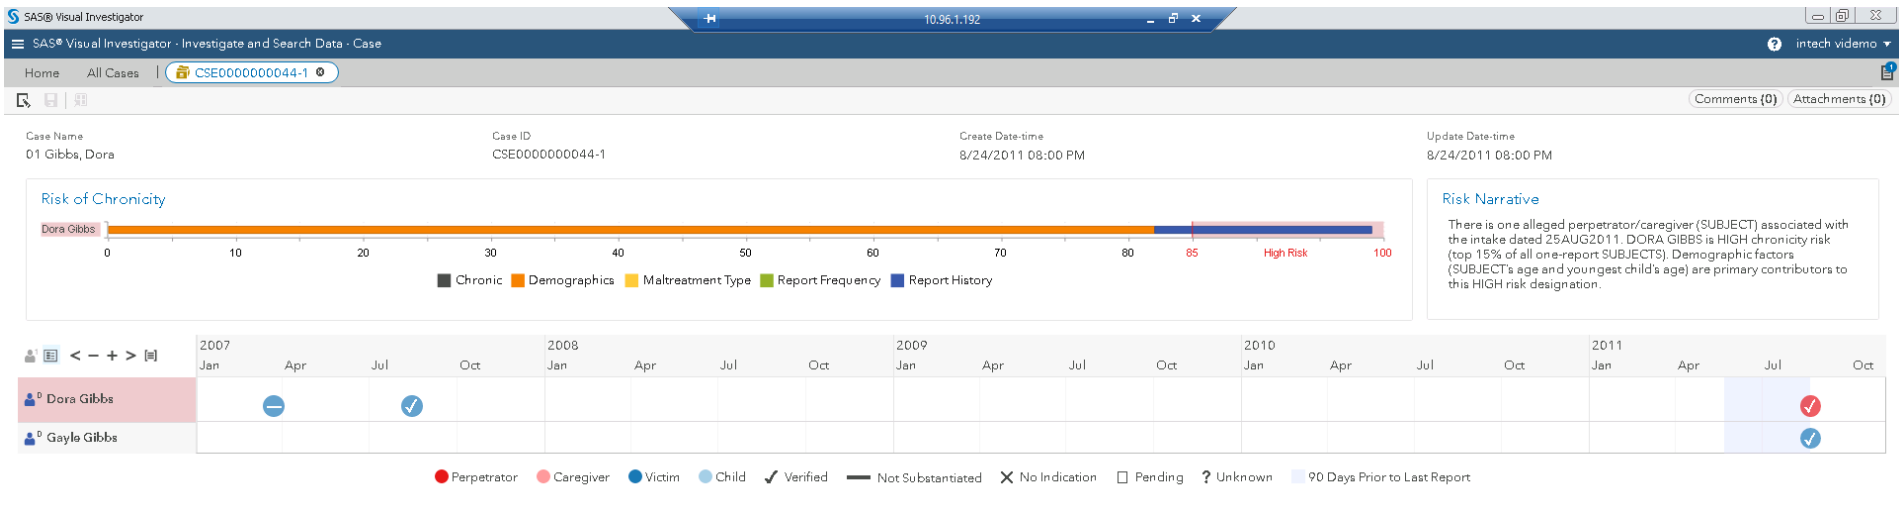 SAS® Visual Investigator
10.96.1.192
SAS® Visual Investigator - Investigate and Search Data - Case
? intech videmo
Home All Cases CSE0000000044-1
1
Comments (0) Attachments (0)
Case Name Case ID Create Date-time Update Date-time
01 Gibbs, Dora CSE0000000044-1 8/24/2011 08:00 PM 8/24/2011 08:00 PM
Risk of Chronicity
Dora Gibbs
0 10 20 30 40 50 60 70 80 85 High Risk 100
Chronic Demographics Maltreatment Type Report Frequency Report History
Risk Narrative
There is one alleged perpetrator/caregiver (SUBJECT) associated with
the intake dated 25AUG2011. DORA GIBBS is HIGH chronicity risk
(top 15% of all one-report SUBJECTS). Demographic factors
(SUBJECT's age and youngest child's age) are primary contributors to
this HIGH risk designation.
2007 2008 2009 2010 2011
Jan Apr Jul Oct Jan Apr Jul Oct Jan Apr Jul Oct Jan Apr Jul Oct Jan Apr Jul Oct
D Dora Gibbs
D Gayle Gibbs
Perpetrator Caregiver Victim Child Verified Not Substantiated No Indication Pending ? Unknown 90 Days Prior to Last Report